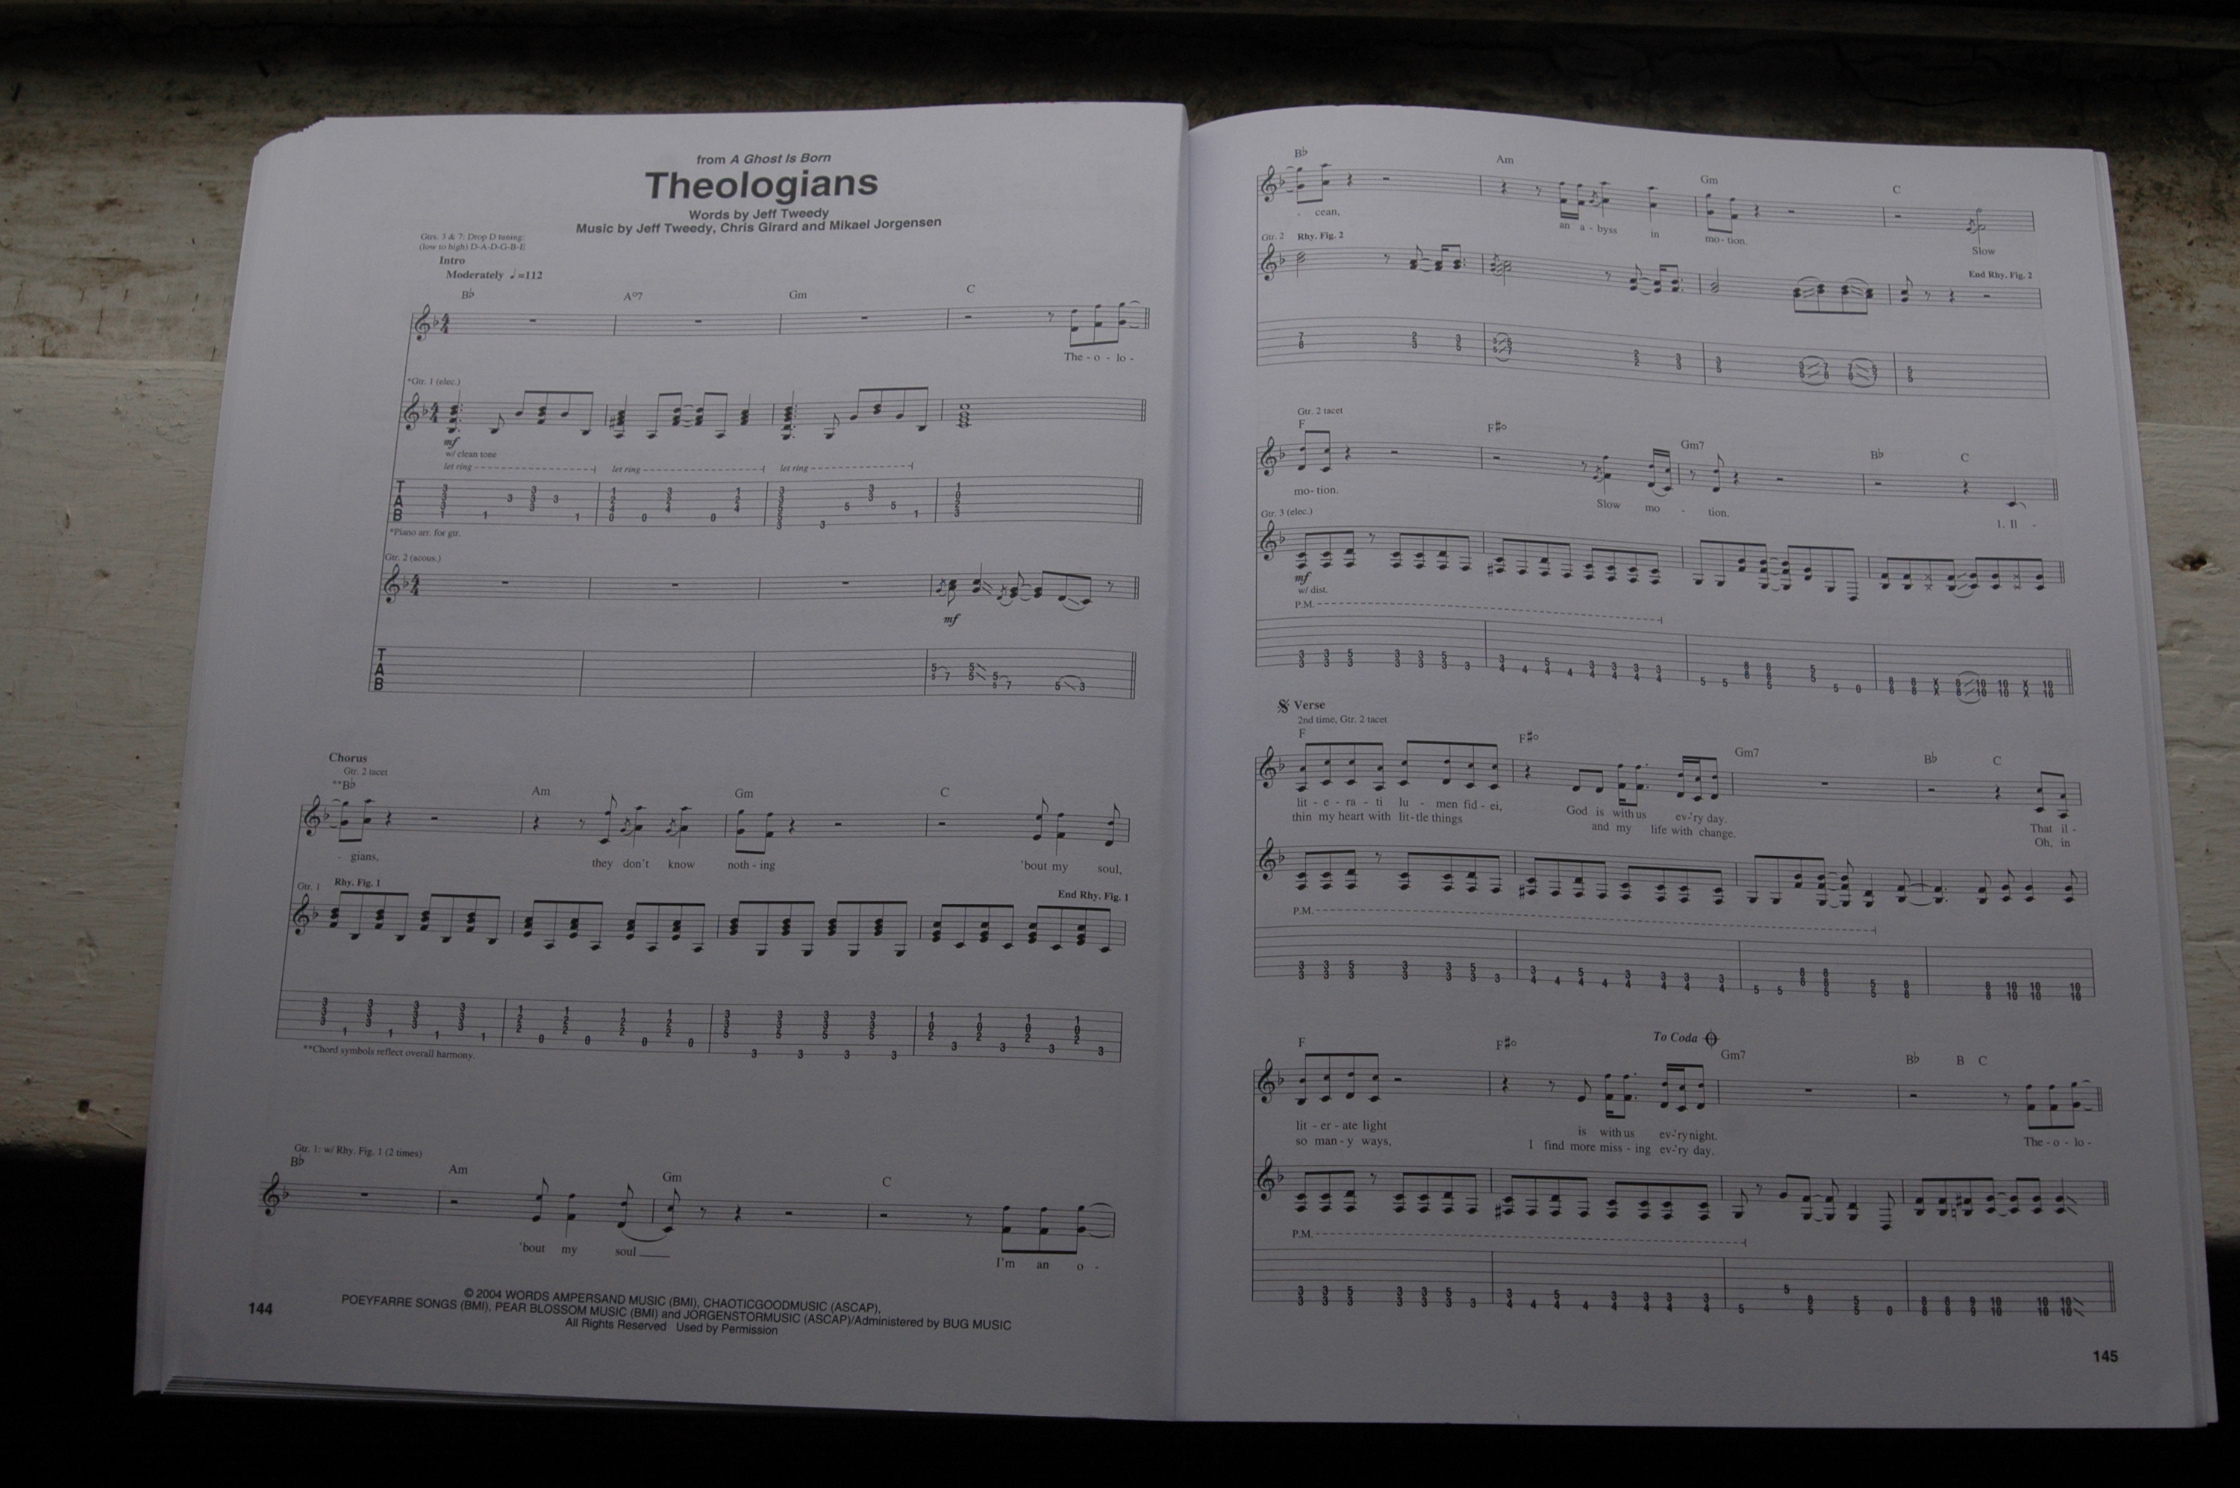 from A Ghost Is Born
Theologians
Words by Jeff Tweedy
Music by Jeff Tweedy, Chris Girard and Mikael Jorgensen
Gtrs. 3 & 7: Drop D tuning:
(low to high) D-A-D-G-B-E
Intro
Moderately ♩=112
B♭ A°7 Gm C
The - o - lo -
*Gtr. 1 (elec.)
mf
w/ clean tone
let ring let ring let ring
*Piano arr. for gtr.
Gtr. 2 (acous.)
mf
Chorus
Gtr. 2 tacet
**B♭ Am Gm C
- gians, they don't know noth - ing 'bout my soul,
Gtr. 1 Rhy. Fig. 1 End Rhy. Fig. 1
**Chord symbols reflect overall harmony.
Gtr. 1: w/ Rhy. Fig. 1 (2 times)
B♭ Am Gm C
'bout my soul I'm an o -
© 2004 WORDS AMPERSAND MUSIC (BMI), CHAOTICGOODMUSIC (ASCAP),
POEYFARRE SONGS (BMI), PEAR BLOSSOM MUSIC (BMI) and JORGENSTORMUSIC (ASCAP)/Administered by BUG MUSIC
All Rights Reserved Used by Permission
144
B♭ Am Gm C
- cean, an a - byss in mo - tion. Slow
Gtr. 2 Rhy. Fig. 2 End Rhy. Fig. 2
Gtr. 2 tacet
F F♯° Gm7 B♭ C
mo - tion. Slow mo - tion. 1. Il -
Gtr. 3 (elec.)
mf
w/ dist.
P.M.
Verse
2nd time, Gtr. 2 tacet
F F♯° Gm7 B♭ C
lit - e - ra - ti lu - men fid - ei, God is with us ev-'ry day. That il -
thin my heart with lit - tle things and my life with change. Oh, in
P.M.
To Coda
F F♯° Gm7 B♭ B C
lit - er - ate light is with us ev-'ry night. The - o - lo -
so man - y ways, I find more miss - ing ev-'ry day.
P.M.
145